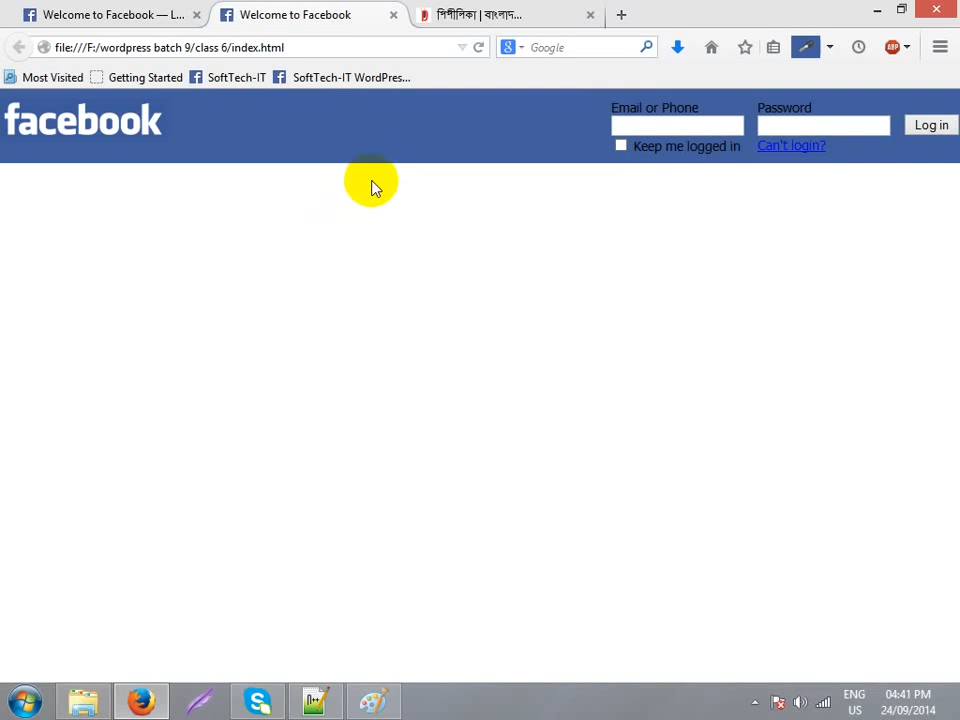 Welcome to Facebook — L...
Welcome to Facebook
পিপীলিকা | বাংলাদ...
file:///F:/wordpress batch 9/class 6/index.html
Google
Most Visited
Getting Started
SoftTech-IT
SoftTech-IT WordPres...
facebook
Email or Phone
Password
Log in
Keep me logged in
Can't login?
ENG
US
04:41 PM
24/09/2014